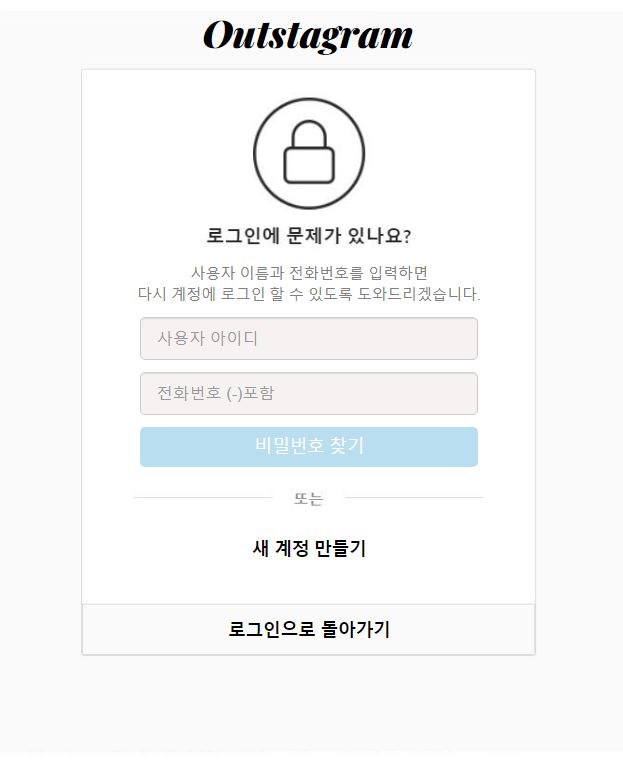 Outstagram
로그인에 문제가 있나요?
사용자 이름과 전화번호를 입력하면
다시 계정에 로그인 할 수 있도록 도와드리겠습니다.
사용자 아이디
전화번호 (-)포함
비밀번호 찾기
또는
새 계정 만들기
로그인으로 돌아가기